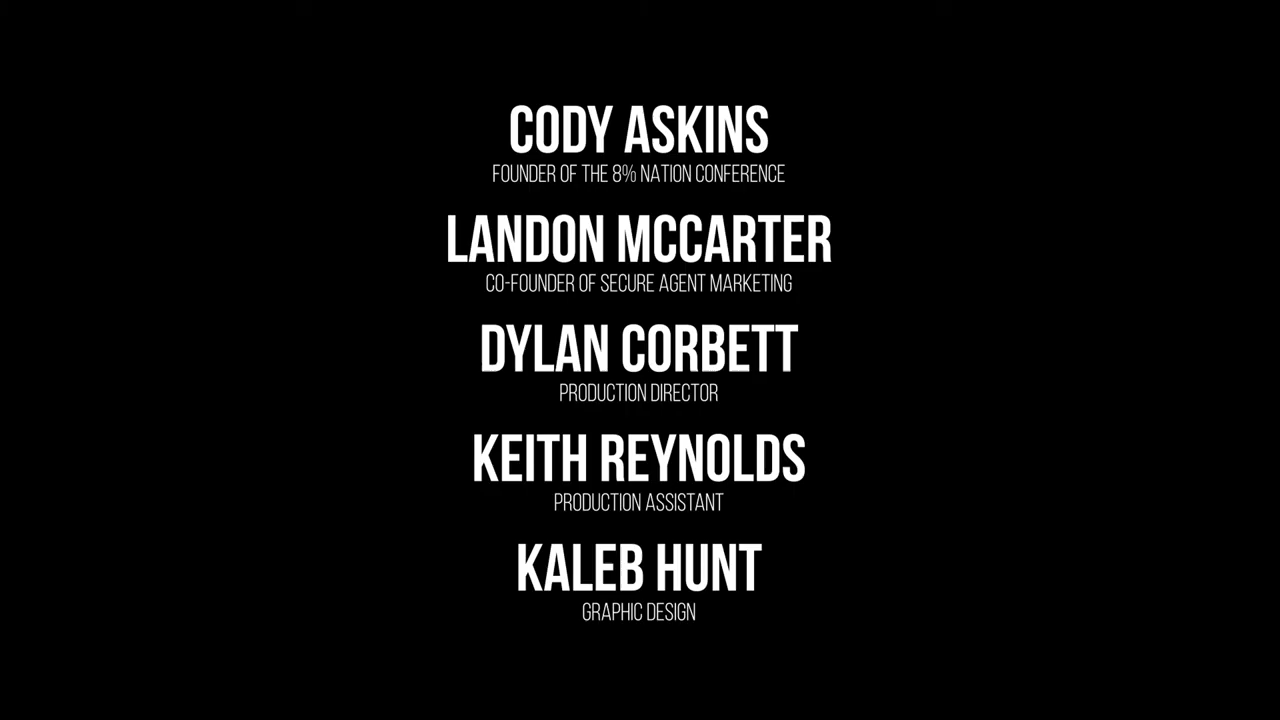 CODY ASKINS
FOUNDER OF THE 8% NATION CONFERENCE
LANDON MCCARTER
CO-FOUNDER OF SECURE AGENT MARKETING
DYLAN CORBETT
PRODUCTION DIRECTOR
KEITH REYNOLDS
PRODUCTION ASSISTANT
KALEB HUNT
GRAPHIC DESIGN